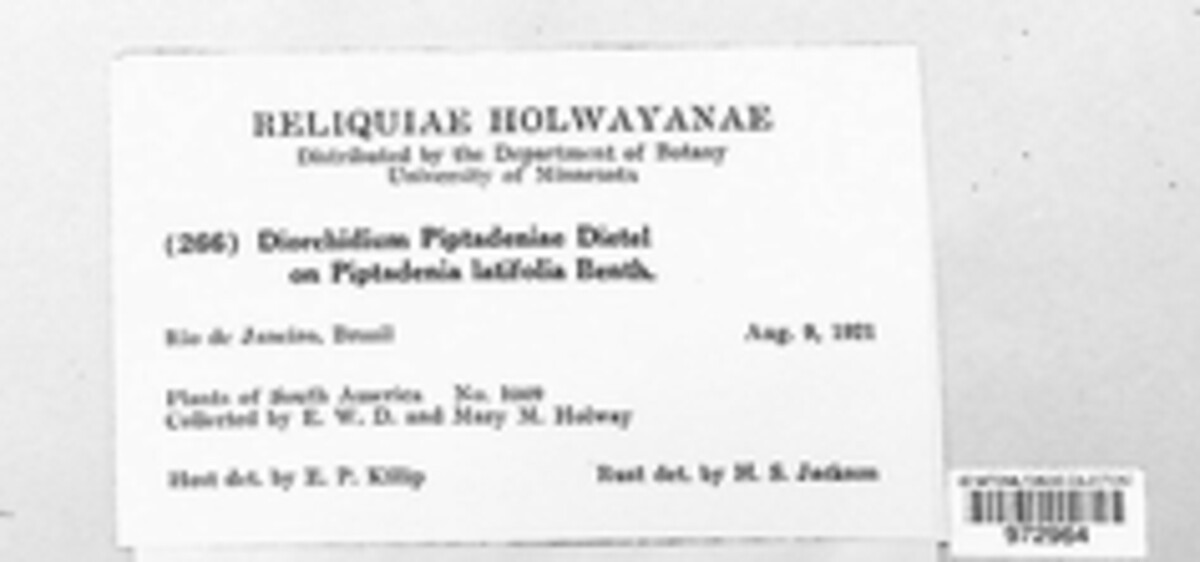 RELIQUIAE HOLWAYANAE
Distributed by the Department of Botany
University of Minnesota
(266) Diorchidium Piptadeniae Dietel
on Piptadenia latifolia Benth.
Rio de Janeiro, Brazil
Aug. 9, 1921
Plants of South America No.
Collected by E. W. D. and Mary M. Holway
Host det. by E. P. Killip
Rust det. by H. S. Jackson
972964